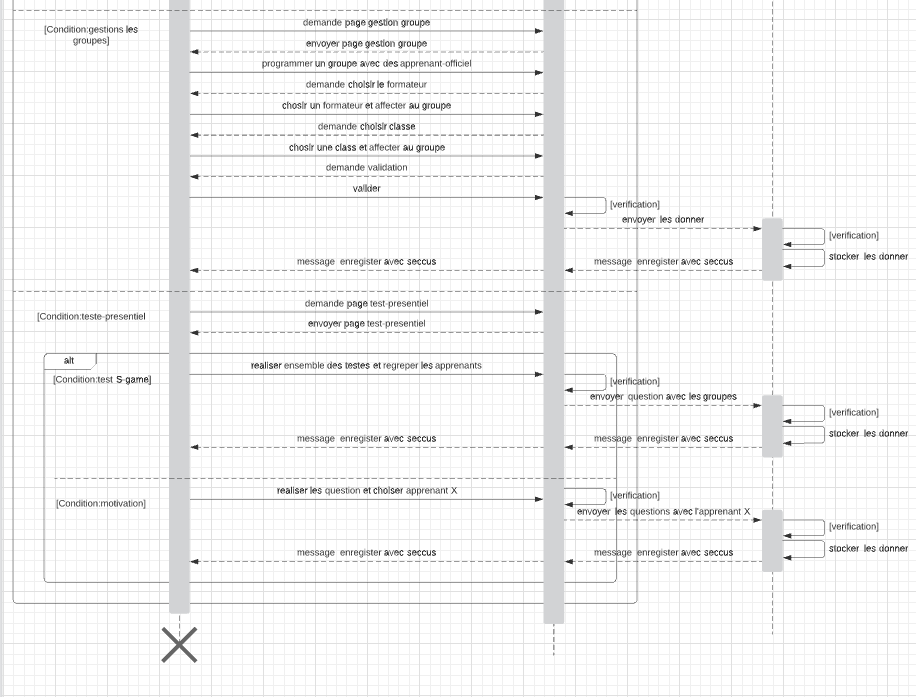 demande page gestion groupe
[Condition:gestions les
groupes]
envoyer page gestion groupe
programmer un groupe avec des apprenant-officiel
demande choisir le formateur
chosir un formateur et affecter au groupe
demande choisir classe
chosir une class et affecter au groupe
demande validation
valider
[verification]
envoyer les donner
[verification]
stocker les donner
message enregister avec seccus
message enregister avec seccus
demande page test-presentiel
[Condition:teste-presentiel
envoyer page test-presentiel
alt
realiser ensemble des testes et regreper les apprenants
[Condition:test S-game]
[verification]
envoyer question avec les groupes
[verification]
stocker les donner
message enregister avec seccus
message enregister avec seccus
realiser les question et choiser apprenant X
[verification]
[Condition:motivation]
envoyer les questions avec l'apprenant X
[verification]
stocker les donner
message enregister avec seccus
message enregister avec seccus